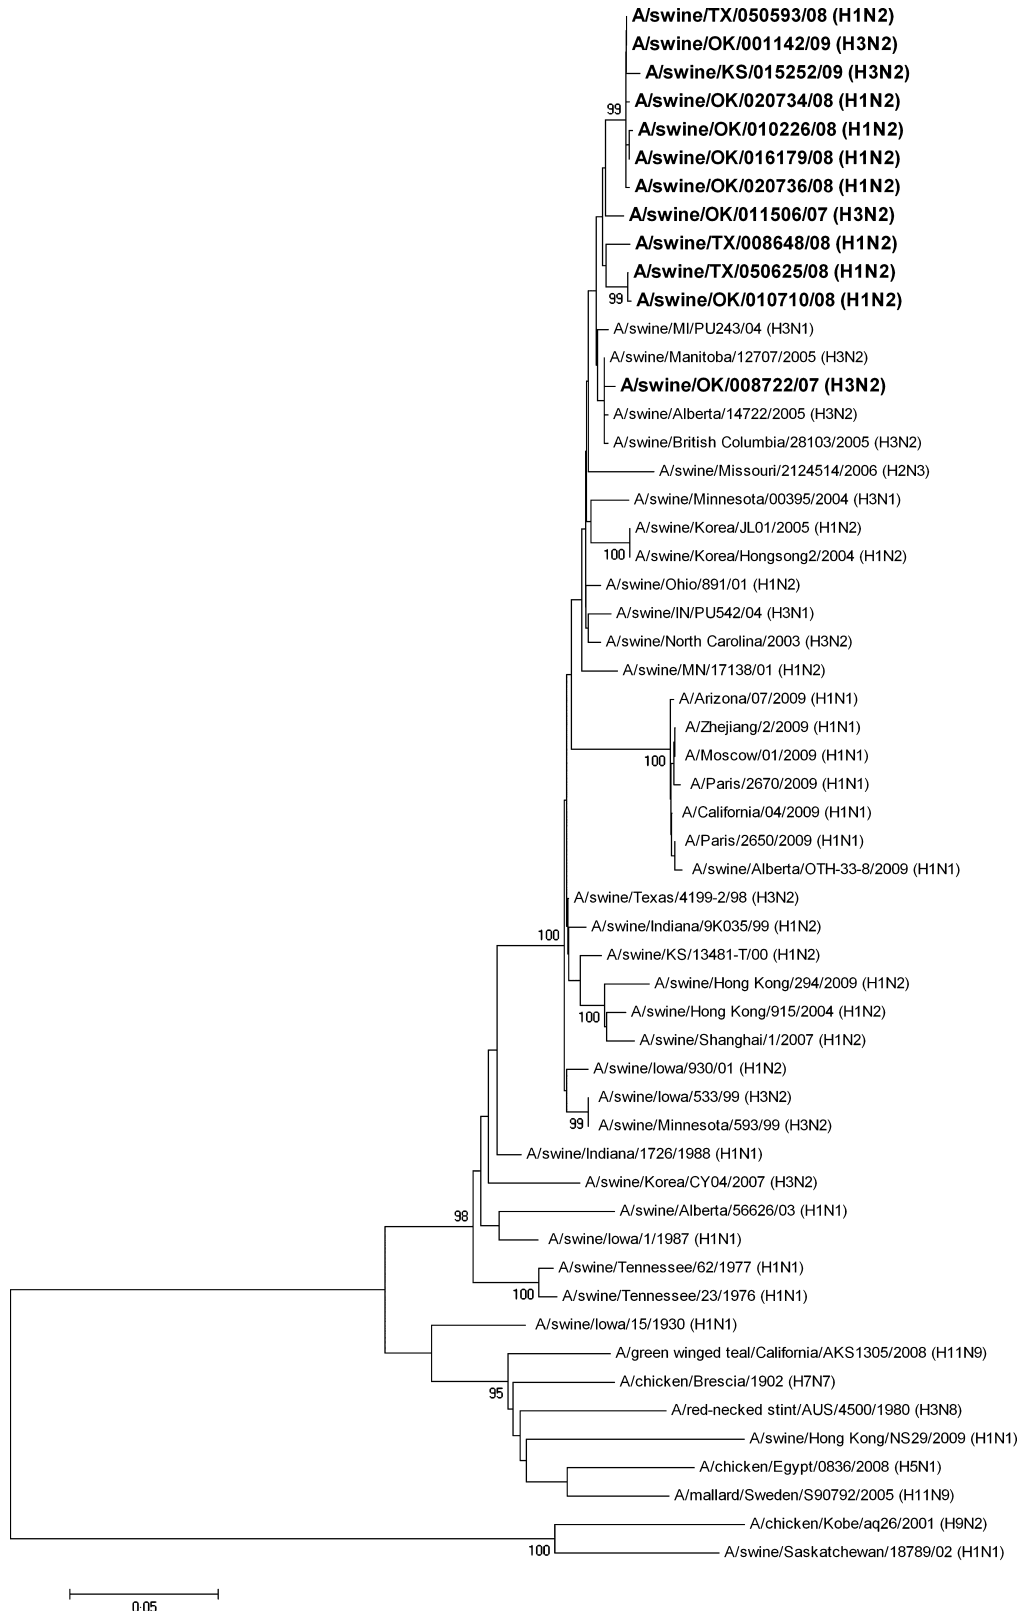 A/swine/TX/050593/08 (H1N2)
A/swine/OK/001142/09 (H3N2)
A/swine/KS/015252/09 (H3N2)
A/swine/OK/020734/08 (H1N2)
99
A/swine/OK/010226/08 (H1N2)
A/swine/OK/016179/08 (H1N2)
A/swine/OK/020736/08 (H1N2)
A/swine/OK/011506/07 (H3N2)
A/swine/TX/008648/08 (H1N2)
A/swine/TX/050625/08 (H1N2)
99
A/swine/OK/010710/08 (H1N2)
A/swine/MI/PU243/04 (H3N1)
A/swine/Manitoba/12707/2005 (H3N2)
A/swine/OK/008722/07 (H3N2)
A/swine/Alberta/14722/2005 (H3N2)
A/swine/British Columbia/28103/2005 (H3N2)
A/swine/Missouri/2124514/2006 (H2N3)
A/swine/Minnesota/00395/2004 (H3N1)
A/swine/Korea/JL01/2005 (H1N2)
100
A/swine/Korea/Hongsong2/2004 (H1N2)
A/swine/Ohio/891/01 (H1N2)
A/swine/IN/PU542/04 (H3N1)
A/swine/North Carolina/2003 (H3N2)
A/swine/MN/17138/01 (H1N2)
A/Arizona/07/2009 (H1N1)
A/Zhejiang/2/2009 (H1N1)
A/Moscow/01/2009 (H1N1)
100
A/Paris/2670/2009 (H1N1)
A/California/04/2009 (H1N1)
A/Paris/2650/2009 (H1N1)
A/swine/Alberta/OTH-33-8/2009 (H1N1)
A/swine/Texas/4199-2/98 (H3N2)
A/swine/Indiana/9K035/99 (H1N2)
100
A/swine/KS/13481-T/00 (H1N2)
A/swine/Hong Kong/294/2009 (H1N2)
A/swine/Hong Kong/915/2004 (H1N2)
100
A/swine/Shanghai/1/2007 (H1N2)
A/swine/Iowa/930/01 (H1N2)
A/swine/Iowa/533/99 (H3N2)
99
A/swine/Minnesota/593/99 (H3N2)
A/swine/Indiana/1726/1988 (H1N1)
A/swine/Korea/CY04/2007 (H3N2)
A/swine/Alberta/56626/03 (H1N1)
98
A/swine/Iowa/1/1987 (H1N1)
A/swine/Tennessee/62/1977 (H1N1)
100
A/swine/Tennessee/23/1976 (H1N1)
A/swine/Iowa/15/1930 (H1N1)
A/green winged teal/California/AKS1305/2008 (H11N9)
A/chicken/Brescia/1902 (H7N7)
95
A/red-necked stint/AUS/4500/1980 (H3N8)
A/swine/Hong Kong/NS29/2009 (H1N1)
A/chicken/Egypt/0836/2008 (H5N1)
A/mallard/Sweden/S90792/2005 (H11N9)
A/chicken/Kobe/aq26/2001 (H9N2)
100
A/swine/Saskatchewan/18789/02 (H1N1)
0.05